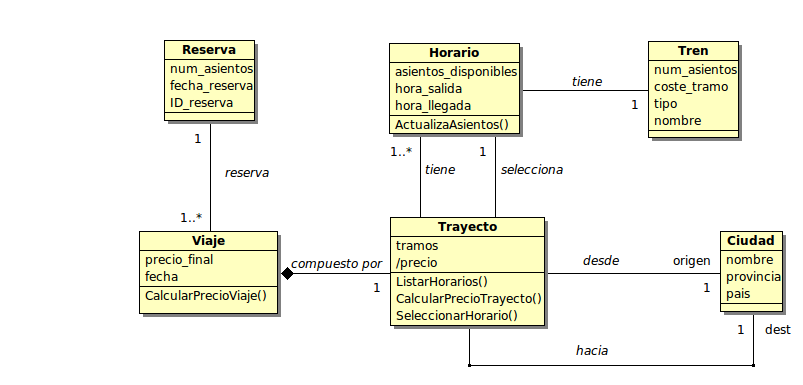 Reserva
num_asientos
fecha_reserva
ID_reserva
Horario
asientos_disponibles
hora_salida
hora_llegada
ActualizaAsientos()
tiene
1
Tren
num_asientos
coste_tramo
tipo
nombre
1
reserva
1..*
1..*
tiene
1
selecciona
Viaje
precio_final
fecha
CalcularPrecioViaje()
compuesto por
1
Trayecto
tramos
/precio
ListarHorarios()
CalcularPrecioTrayecto()
SeleccionarHorario()
desde
origen
1
Ciudad
nombre
provincia
pais
1
dest
hacia